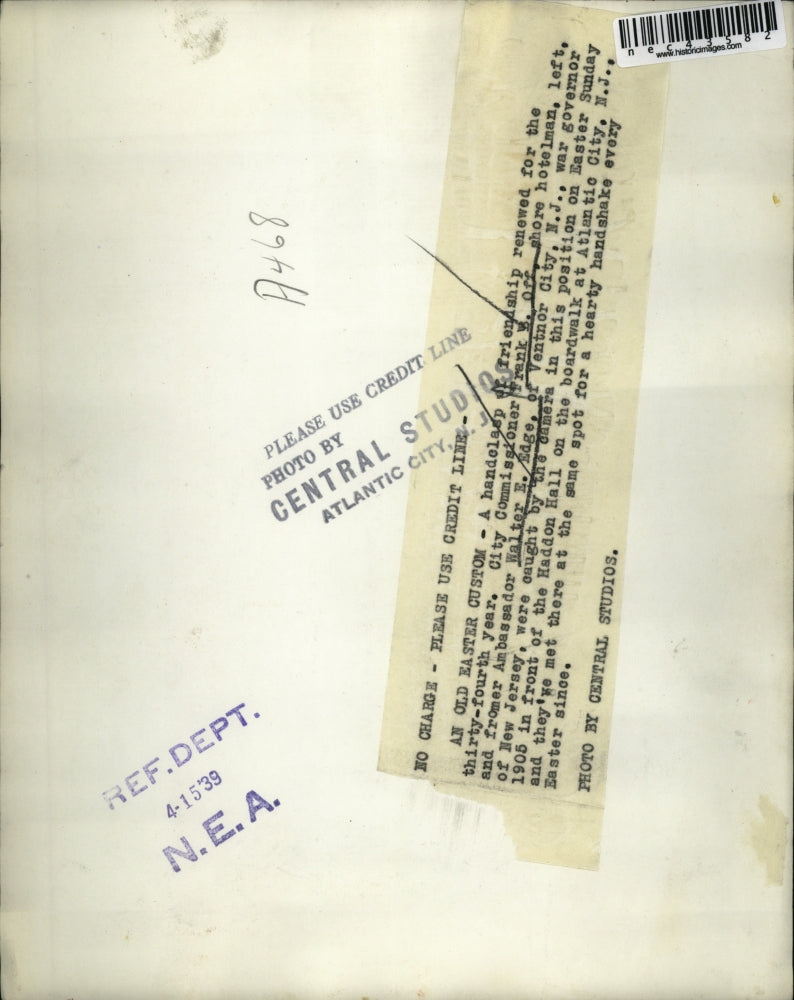 www.historicimages.com
nec43582
A468
PLEASE USE CREDIT LINE
PHOTO BY
CENTRAL STUDIOS
ATLANTIC CITY, N. J.
NO CHARGE - PLEASE USE CREDIT LINE -
AN OLD EASTER CUSTOM - A handclasp of friendship renewed for the
thirty-fourth year. City Commissioner Frank Off, shore hotelman, left,
and fromer Ambassador Walter E. Edge, of Ventnor City, N.J., war governor
of New Jersey, were caught by the camera in this position on Easter Sunday
1905 in front of the Haddon Hall on the boardwalk at Atlantic City, N.J.,
and they've met there at the same spot for a hearty handshake every
Easter since.
PHOTO BY CENTRAL STUDIOS.
REF. DEPT.
4-15'39
N.E.A.